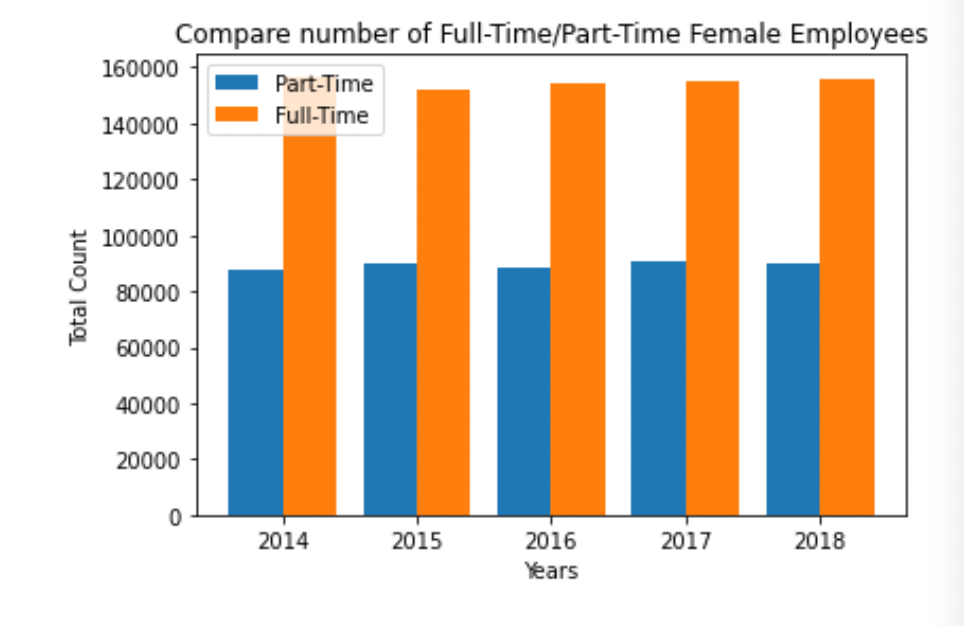 Compare number of Full-Time/Part-Time Female Employees
160000
140000
120000
100000
80000
60000
40000
20000
0
Total Count
Part-Time
Full-Time
2014 2015 2016 2017 2018
Years